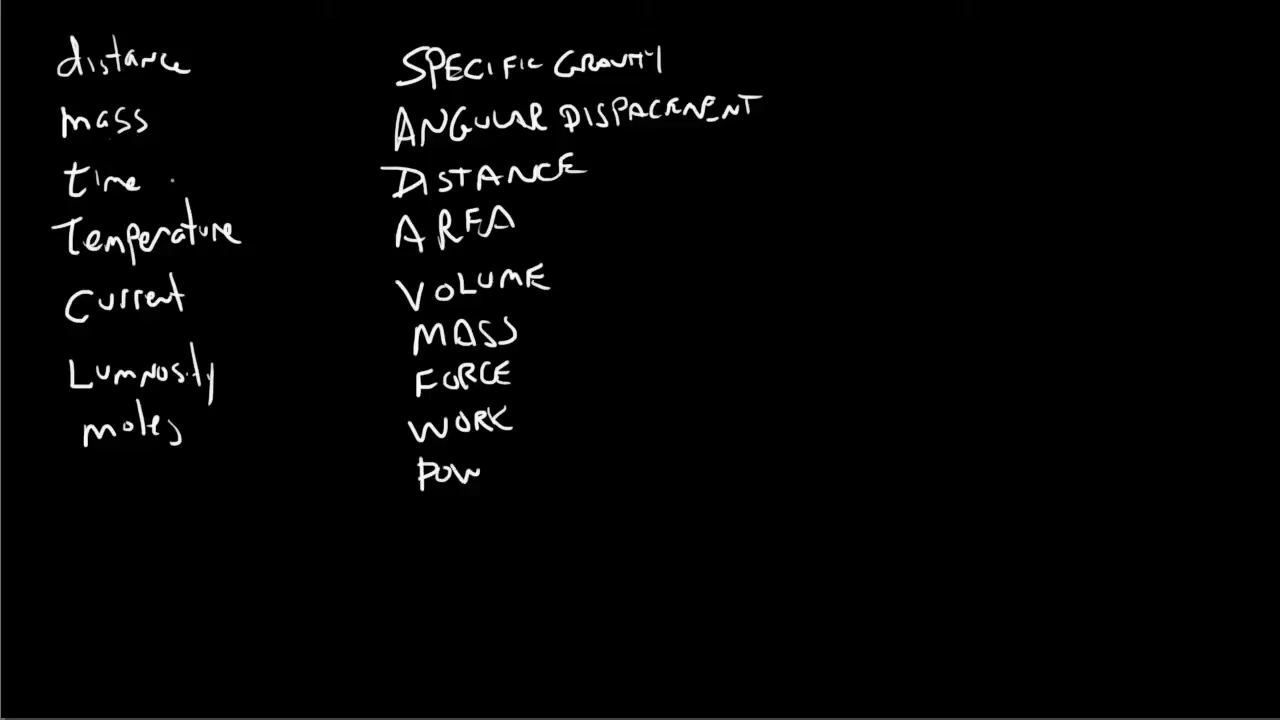 distance
mass
time
Temperature
Current
Lumnosity
moles
SPECIFIC GRAVITY
ANGULAR DISPACEMENT
DISTANCE
AREA
VOLUME
MASS
FORCE
WORK
POW